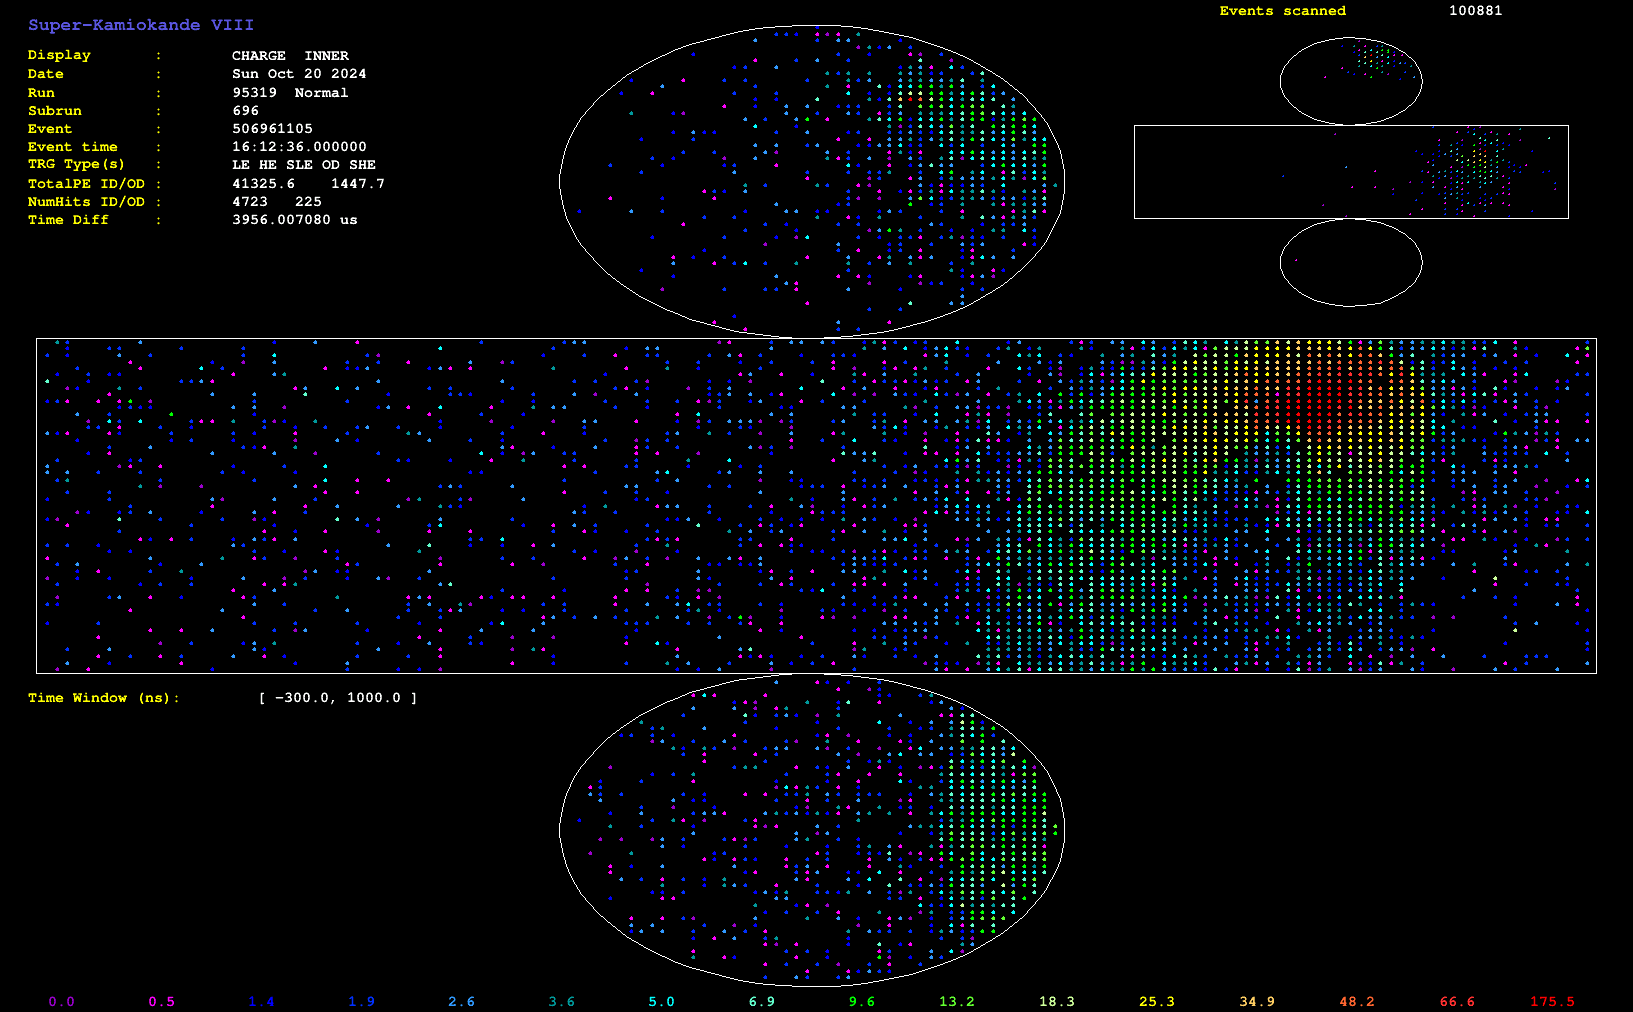 Super-Kamiokande VIII
Display : CHARGE INNER
Date : Sun Oct 20 2024
Run : 95319 Normal
Subrun : 696
Event : 506961105
Event time : 16:12:36.000000
TRG Type(s) : LE HE SLE OD SHE
TotalPE ID/OD : 41325.6 1447.7
NumHits ID/OD : 4723 225
Time Diff : 3956.007080 us
Events scanned 100881
Time Window (ns): [ −300.0, 1000.0 ]
0.0 0.5 1.4 1.9 2.6 3.6 5.0 6.9 9.6 13.2 18.3 25.3 34.9 48.2 66.6 175.5